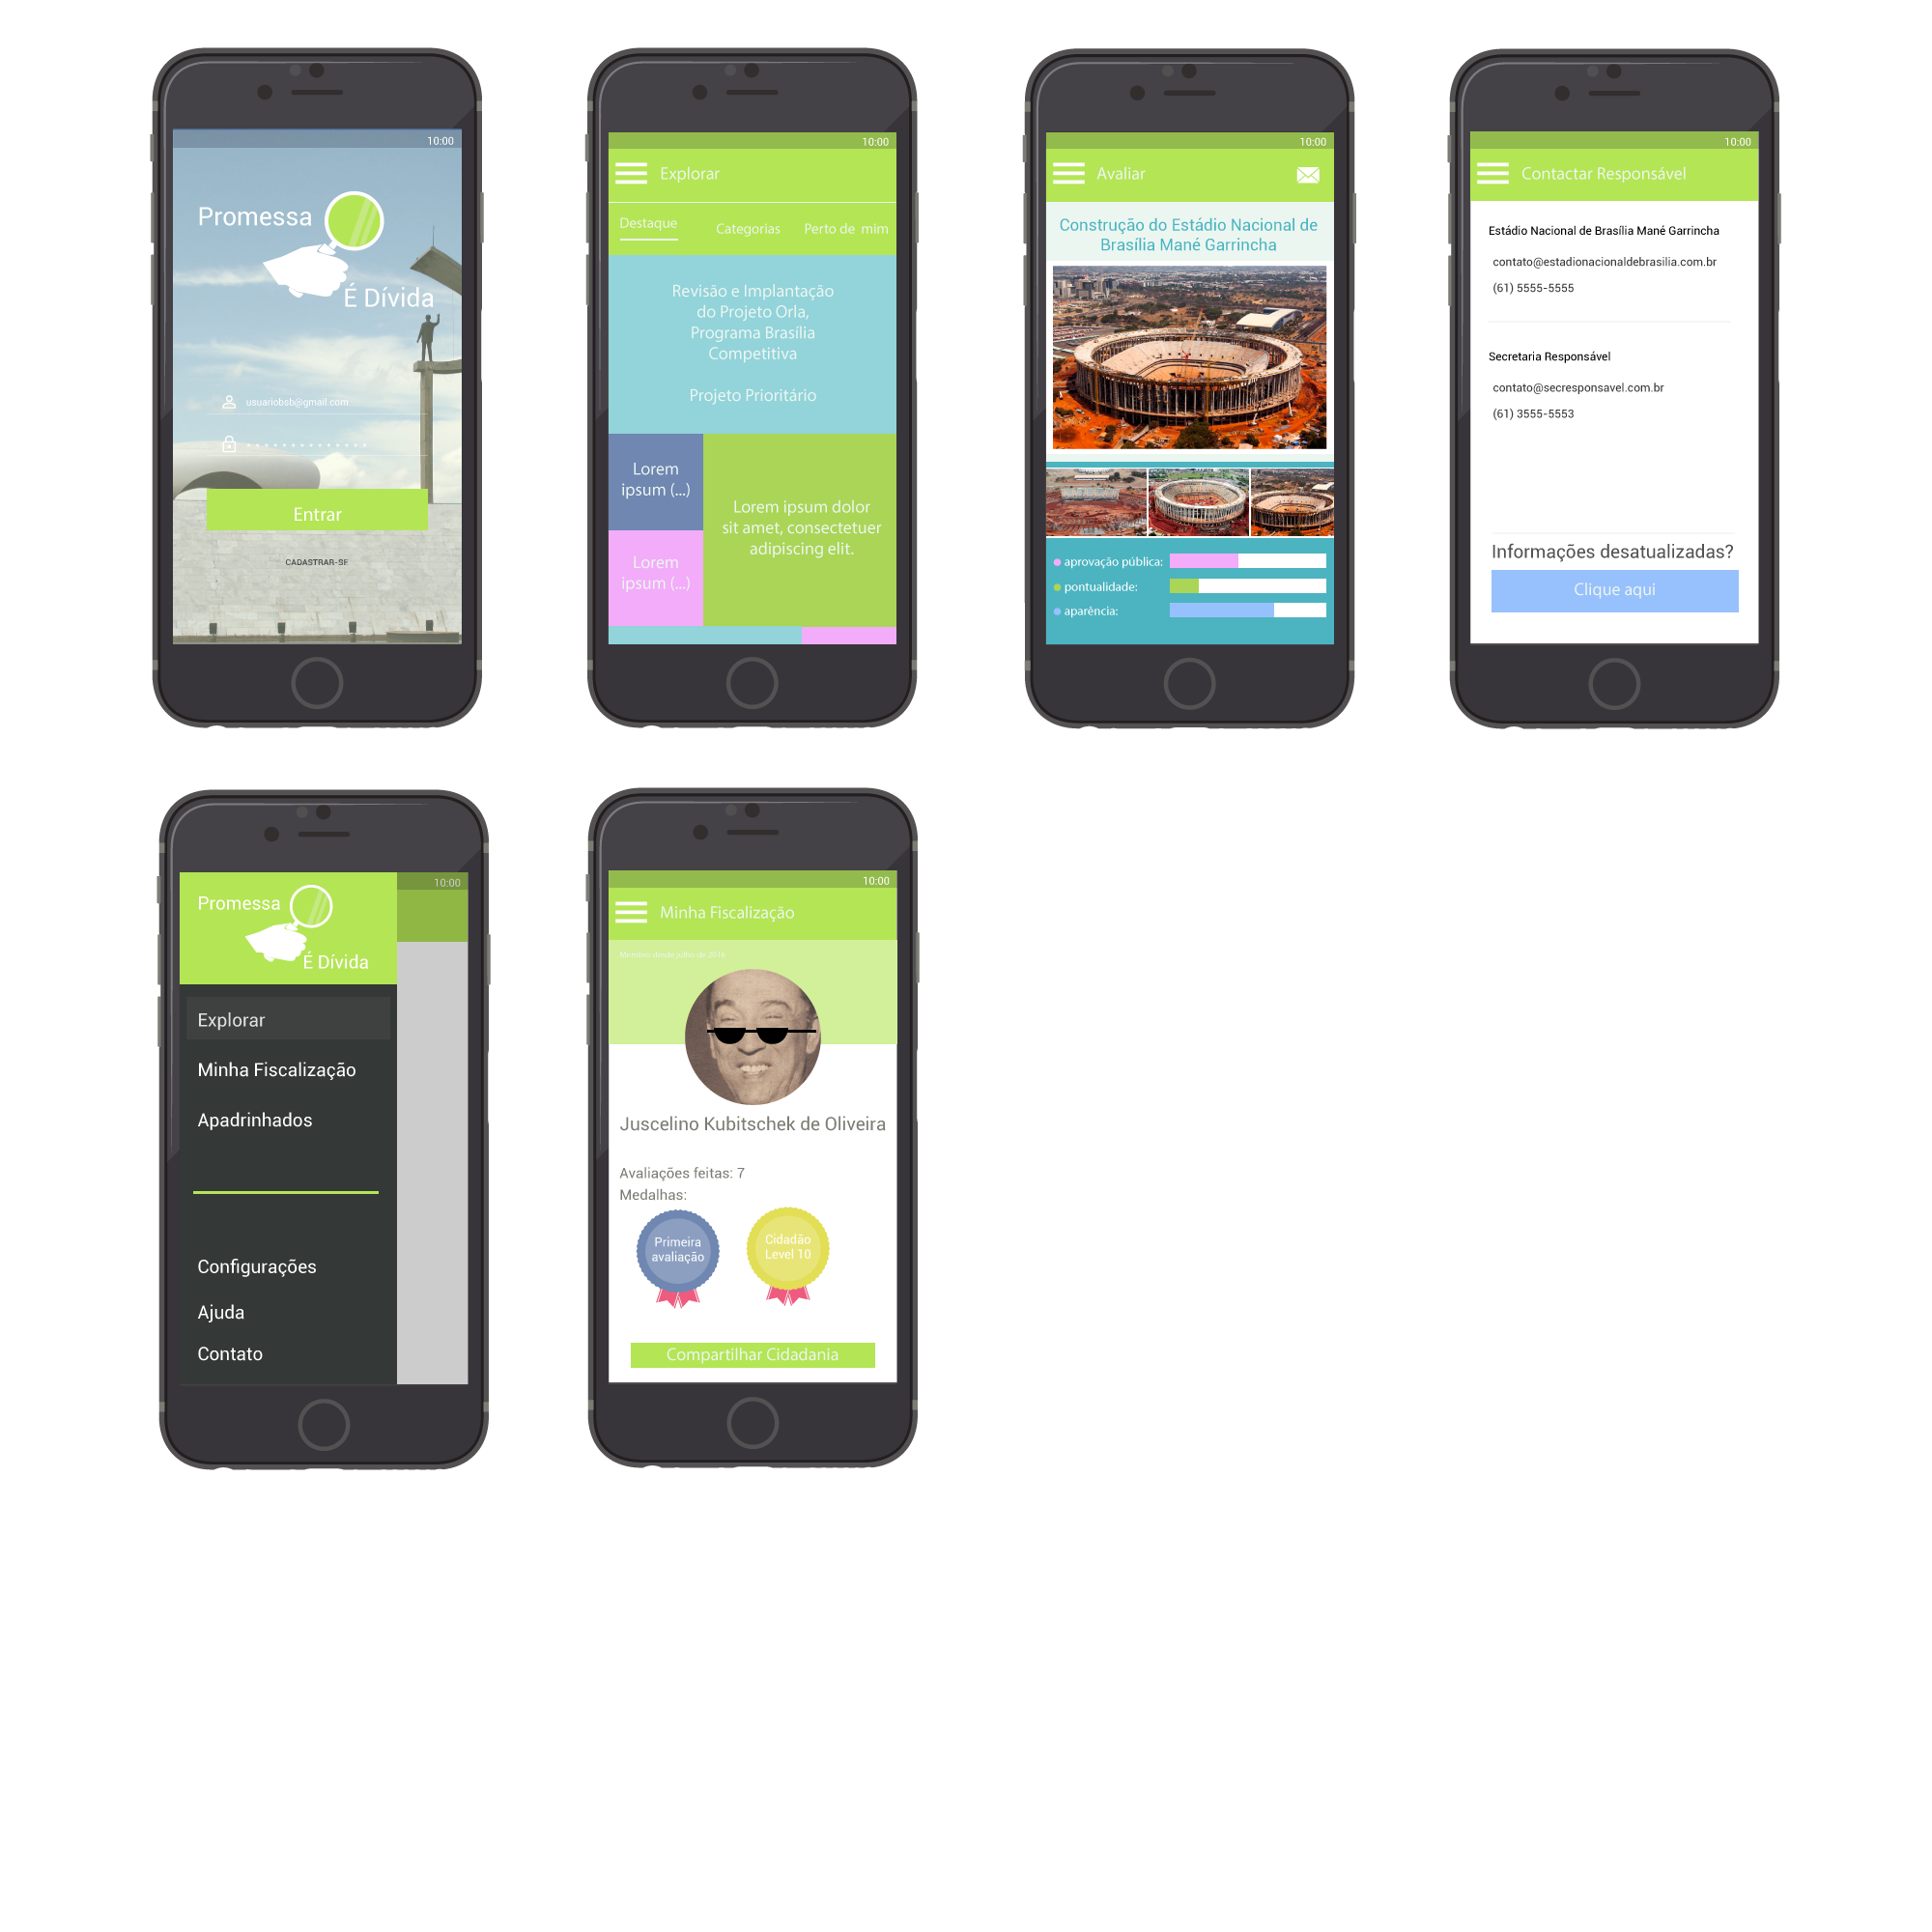 10:00
Promessa
É Dívida
usuariobsb@gmail.com
Entrar
CADASTRAR-SE
10:00
Explorar
Destaque Categorias Perto de mim
Revisão e Implantação
do Projeto Orla,
Programa Brasília
Competitiva
Projeto Prioritário
Lorem
ipsum (...)
Lorem
ipsum (...)
Lorem ipsum dolor
sit amet, consectetuer
adipiscing elit.
10:00
Avaliar
Construção do Estádio Nacional de
Brasília Mané Garrincha
aprovação pública:
pontualidade:
aparência:
10:00
Contactar Responsável
Estádio Nacional de Brasília Mané Garrincha
contato@estadionacionaldebrasilia.com.br
(61) 5555-5555
Secretaria Responsável
contato@secresponsavel.com.br
(61) 3555-5553
Informações desatualizadas?
Clique aqui
10:00
Promessa
É Dívida
Explorar
Minha Fiscalização
Apadrinhados
Configurações
Ajuda
Contato
10:00
Minha Fiscalização
desde julho de 2015
Juscelino Kubitschek de Oliveira
Avaliações feitas: 7
Medalhas:
Primeira
avaliação
Cidadão
Level 10
Compartilhar Cidadania